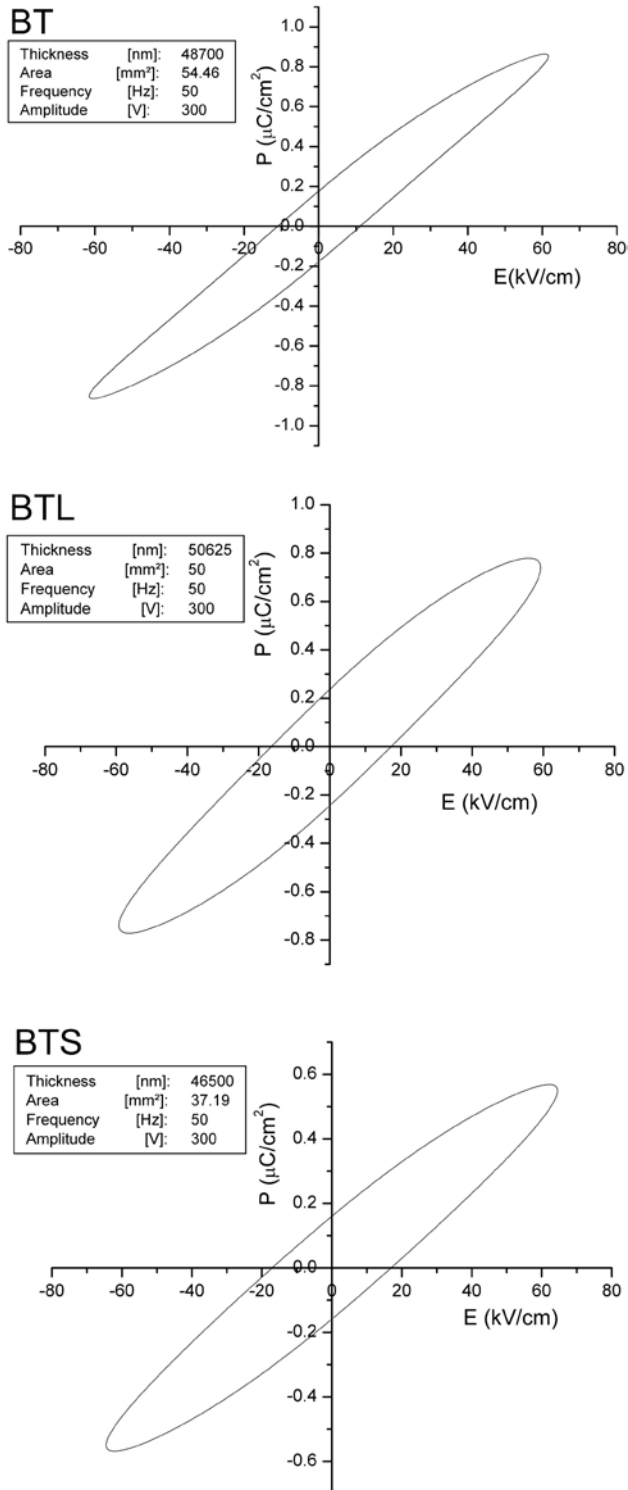 BT
Thickness [nm]: 48700
Area [mm²]: 54.46
Frequency [Hz]: 50
Amplitude [V]: 300
P (μC/cm²)
1.0
0.8
0.6
0.4
0.2
0.0
-0.2
-0.4
-0.6
-0.8
-1.0
-80 -60 -40 -20 0 20 40 60 80
E(kV/cm)
BTL
Thickness [nm]: 50625
Area [mm²]: 50
Frequency [Hz]: 50
Amplitude [V]: 300
P (μC/cm²)
1.0
0.8
0.6
0.4
0.2
0.0
-0.2
-0.4
-0.6
-0.8
-80 -60 -40 -20 0 20 40 60 80
E (kV/cm)
BTS
Thickness [nm]: 46500
Area [mm²]: 37.19
Frequency [Hz]: 50
Amplitude [V]: 300
P (μC/cm²)
0.6
0.4
0.2
0.0
-0.2
-0.4
-0.6
-80 -60 -40 -20 0 20 40 60 80
E (kV/cm)